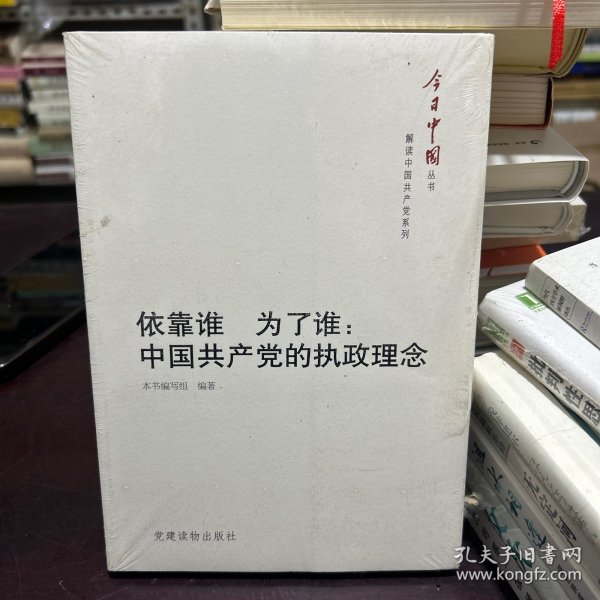 今日中国丛书
解读中国共产党系列
依靠谁 为了谁：
中国共产党的执政理念
本书编写组 编著
党建读物出版社
孔夫子旧书网
www.kongfz.com